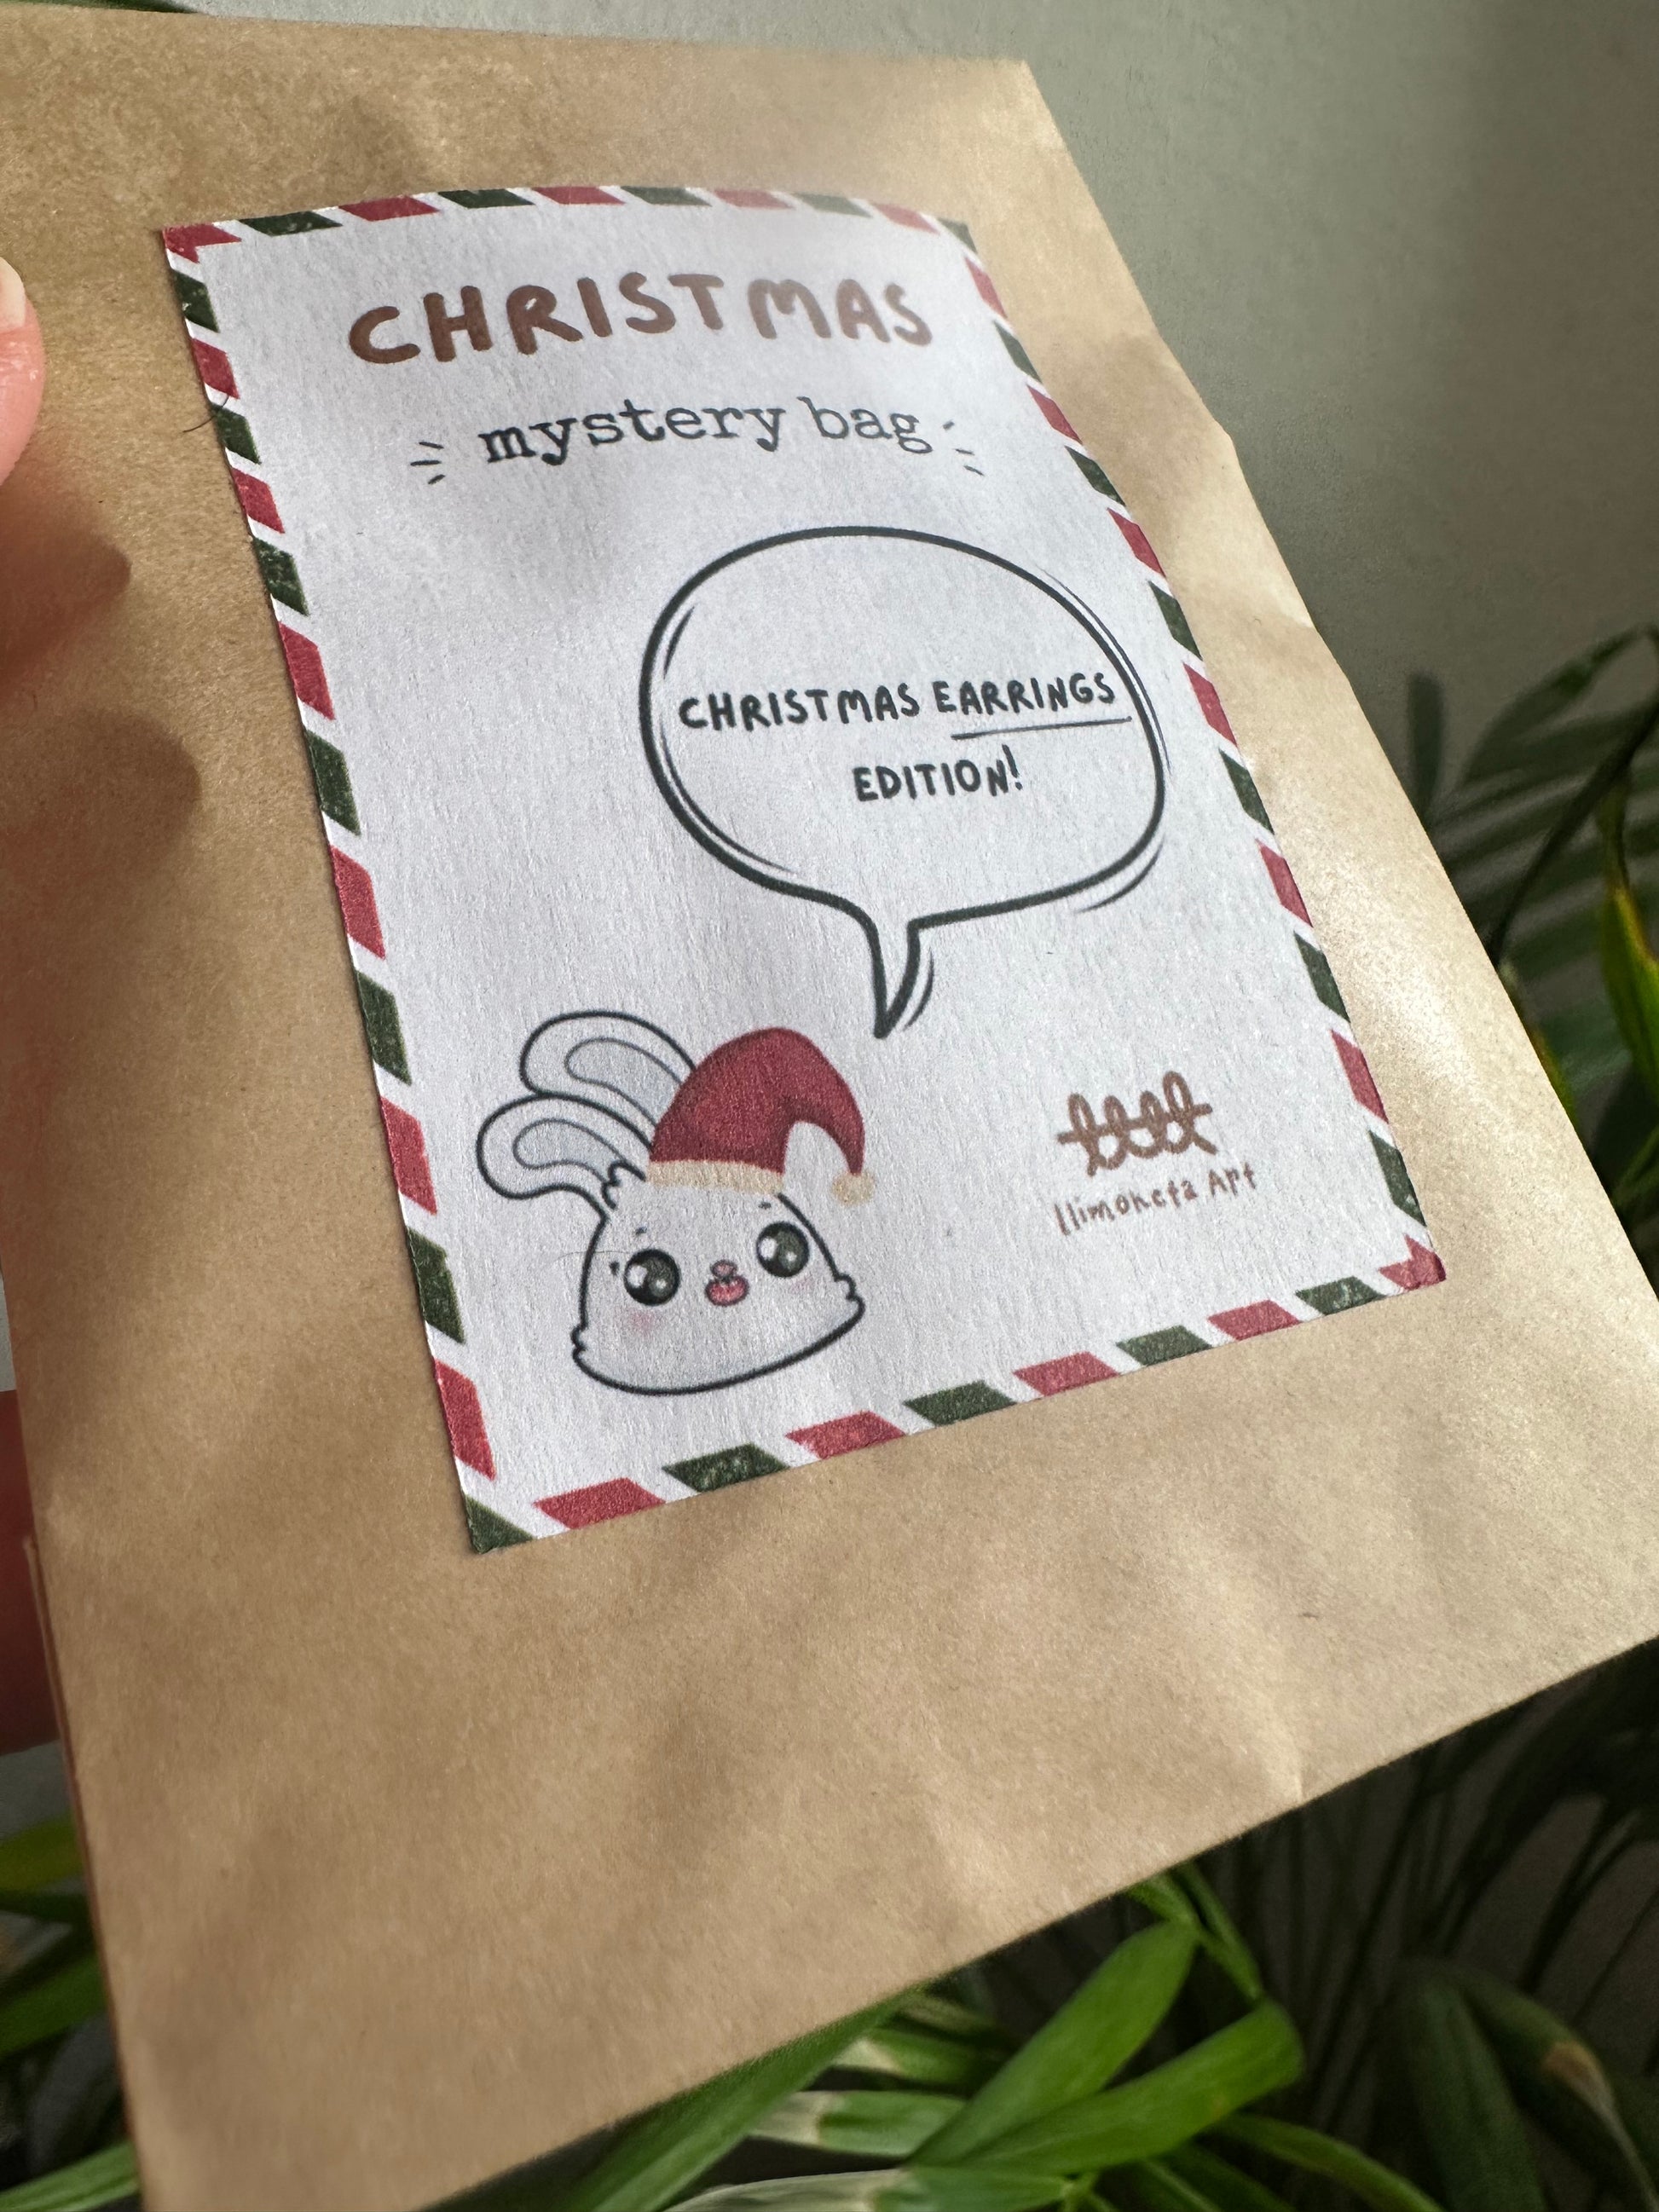 CHRISTMAS
mystery bag
CHRISTMAS EARRINGS
EDITION!
llimoneta Art